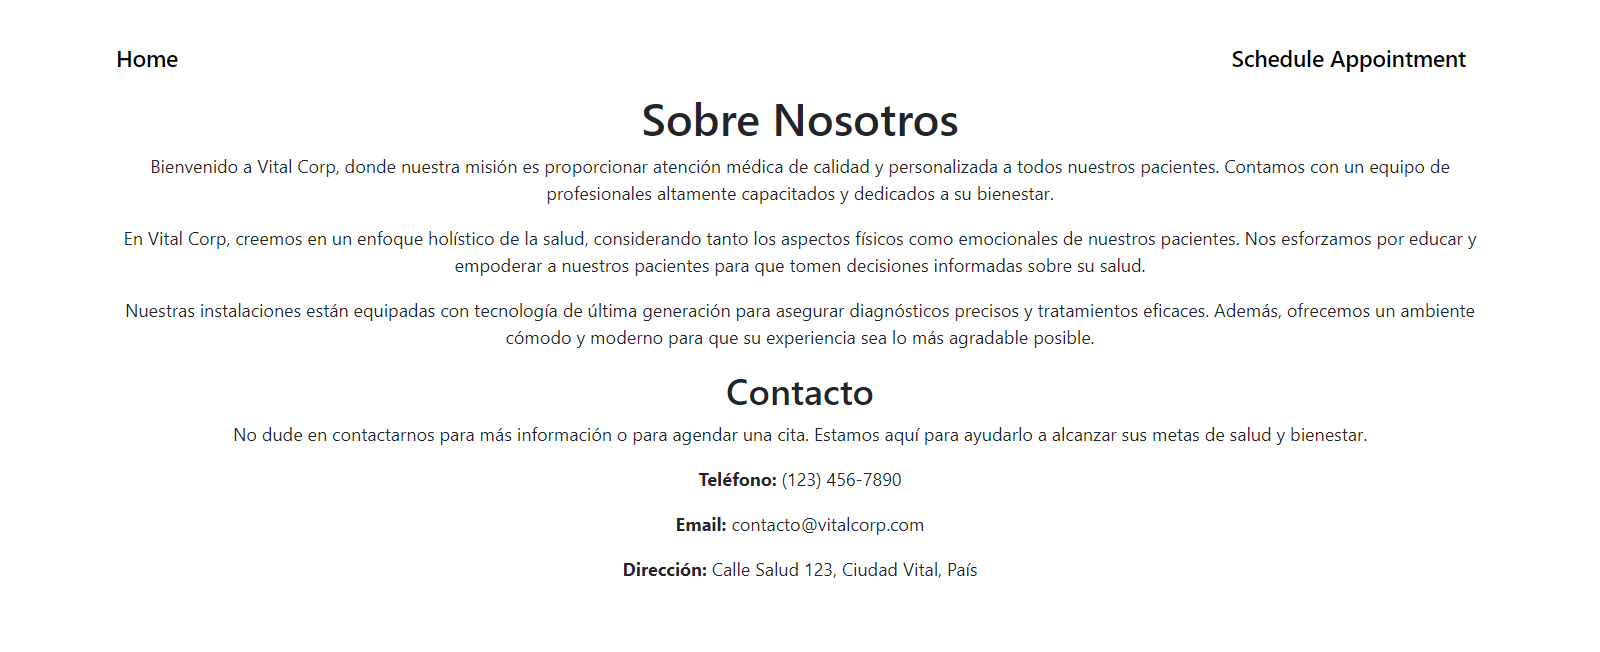 Home
Schedule Appointment
Sobre Nosotros
Bienvenido a Vital Corp, donde nuestra misión es proporcionar atención médica de calidad y personalizada a todos nuestros pacientes. Contamos con un equipo de
profesionales altamente capacitados y dedicados a su bienestar.
En Vital Corp, creemos en un enfoque holístico de la salud, considerando tanto los aspectos físicos como emocionales de nuestros pacientes. Nos esforzamos por educar y
empoderar a nuestros pacientes para que tomen decisiones informadas sobre su salud.
Nuestras instalaciones están equipadas con tecnología de última generación para asegurar diagnósticos precisos y tratamientos eficaces. Además, ofrecemos un ambiente
cómodo y moderno para que su experiencia sea lo más agradable posible.
Contacto
No dude en contactarnos para más información o para agendar una cita. Estamos aquí para ayudarlo a alcanzar sus metas de salud y bienestar.
Teléfono: (123) 456-7890
Email: contacto@vitalcorp.com
Dirección: Calle Salud 123, Ciudad Vital, País